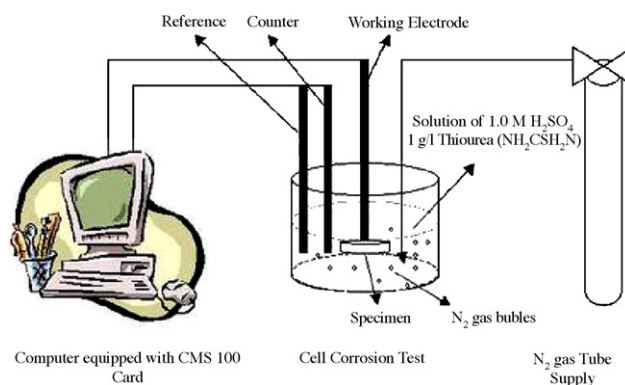 Reference
Counter
Working Electrode
Solution of 1.0 M H₂SO₄
1 g/l Thiourea (NH₂CSH₂N)
Specimen
N₂ gas bubles
Computer equipped with CMS 100
Card
Cell Corrosion Test
N₂ gas Tube
Supply